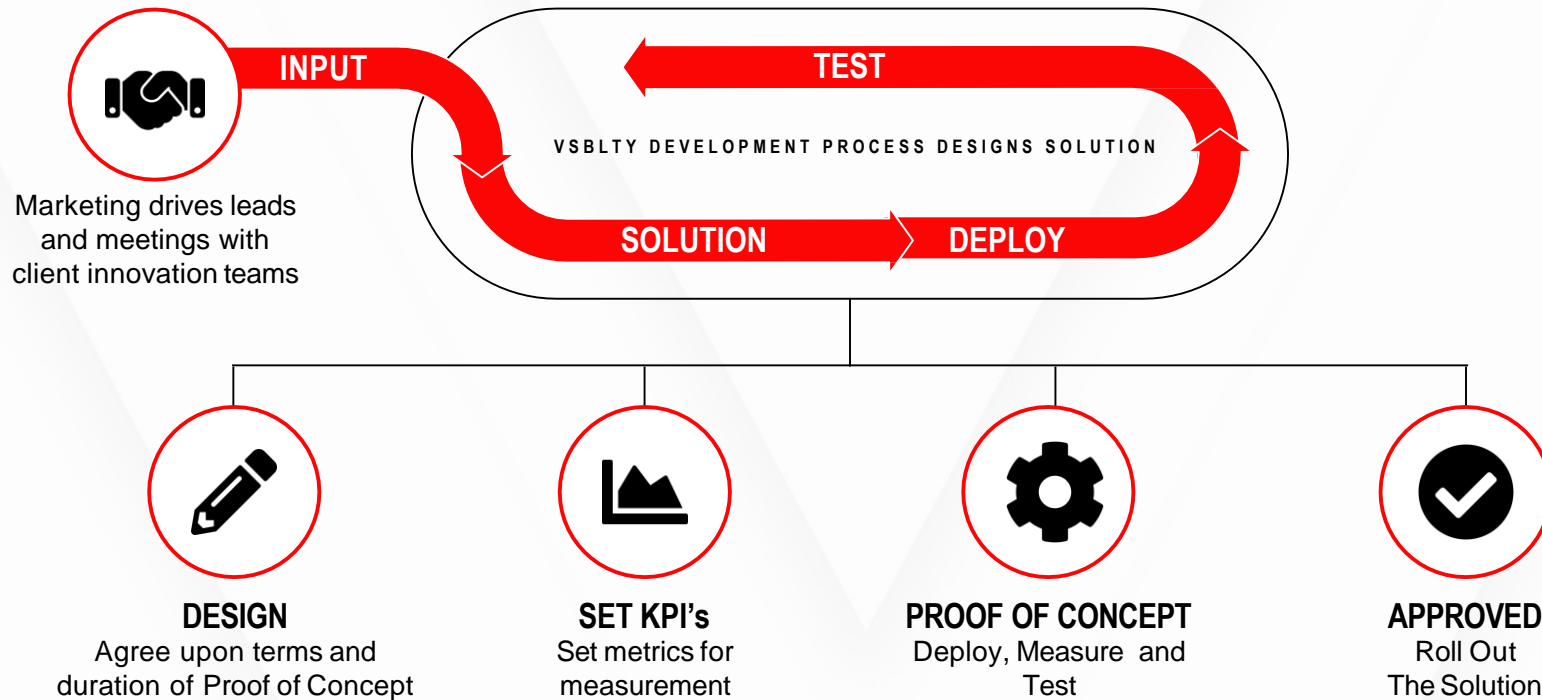 INPUT
TEST
VSBLTY DEVELOPMENT PROCESS DESIGNS SOLUTION
SOLUTION
DEPLOY
Marketing drives leads
and meetings with
client innovation teams
DESIGN
Agree upon terms and
duration of Proof of Concept
SET KPI’s
Set metrics for
measurement
PROOF OF CONCEPT
Deploy, Measure and
Test
APPROVED
Roll Out
The Solution